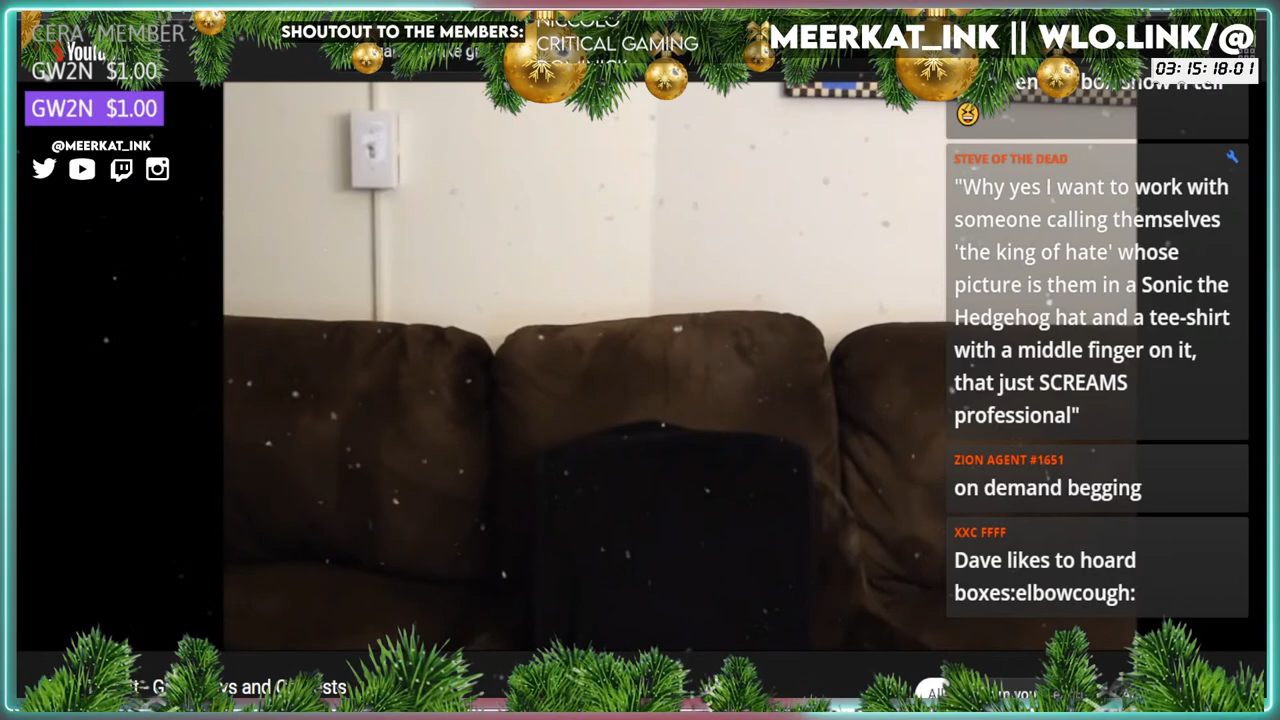 CERA MEMBER
SHOUTOUT TO THE MEMBERS:
NICCOLO
CRITICAL GAMING
MEERKAT_INK || WLO.LINK/@
GW2N $1.00
03:15:18.01
GW2N $1.00
@MEERKAT_INK
STEVE OF THE DEAD
"Why yes I want to work with
someone calling themselves
'the king of hate' whose
picture is them in a Sonic the
Hedgehog hat and a tee-shirt
with a middle finger on it,
that just SCREAMS
professional"
ZION AGENT #1651
on demand begging
XXC FFFF
Dave likes to hoard
boxes:elbowcough: